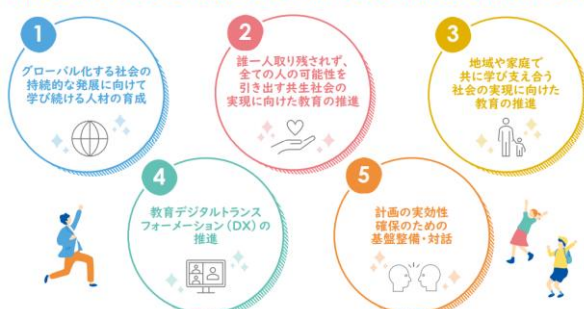 1
グローバル化する社会の
持続的な発展に向けて
学び続ける人材の育成
2
誰一人取り残されず、
全ての人の可能性を
引き出す共生社会の
実現に向けた教育の推進
3
地域や家庭で
共に学び支え合う
社会の実現に向けた
教育の推進
4
教育デジタルトランス
フォーメーション（DX）の
推進
5
計画の実効性
確保のための
基盤整備・対話